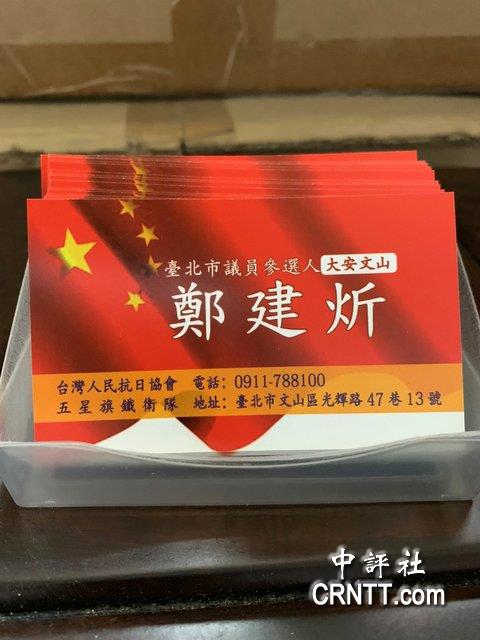 臺北市議員參選人 大安文山
鄭建炘
台灣人民抗日協會 電話：0911-788100
五星旗鐵衛隊 地址：臺北市文山區光輝路47巷13號
中評社
CRNTT.com